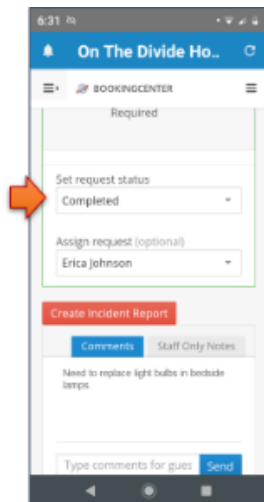 6:31
On The Divide Ho..
BOOKINGCENTER
Required
Set request status
Completed
Assign request (optional)
Erica Johnson
Create Incident Report
Comments
Staff Only Notes
Need to replace light bulbs in bedside
lamps.
Type comments for gues
Send